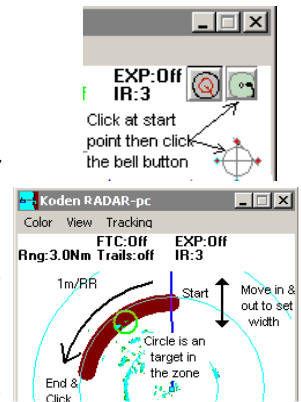 EXP:Off
IR:3
Click at start
point then click
the bell button
Koden RADAR-pc
Color View Tracking
FTC:Off EXP:Off
Rng:3.0Nm Trails:off IR:3
1m/RR
Start
Move in &
out to set
width
Circle is an
target in
the zone
End &
Click